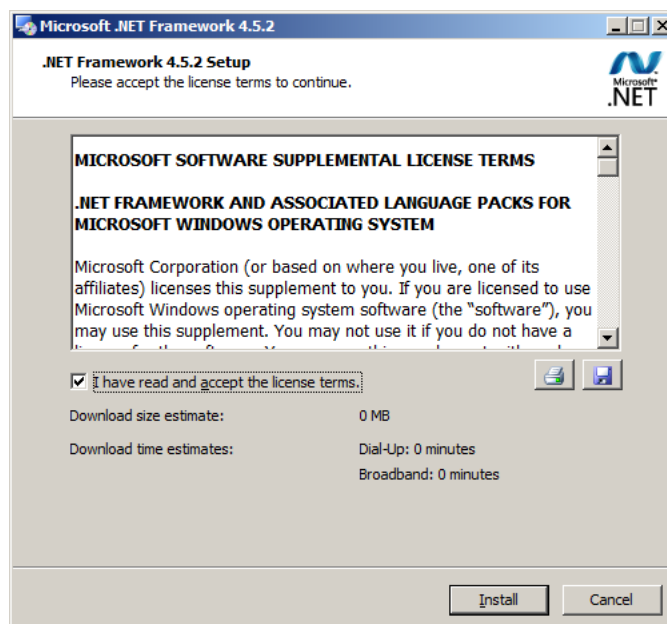 Microsoft .NET Framework 4.5.2
.NET Framework 4.5.2 Setup
Please accept the license terms to continue.
Microsoft®
.NET
MICROSOFT SOFTWARE SUPPLEMENTAL LICENSE TERMS
.NET FRAMEWORK AND ASSOCIATED LANGUAGE PACKS FOR
MICROSOFT WINDOWS OPERATING SYSTEM
Microsoft Corporation (or based on where you live, one of its
affiliates) licenses this supplement to you. If you are licensed to use
Microsoft Windows operating system software (the “software”), you
may use this supplement. You may not use it if you do not have a
I have read and accept the license terms.
Download size estimate: 0 MB
Download time estimates: Dial-Up: 0 minutes
Broadband: 0 minutes
Install Cancel